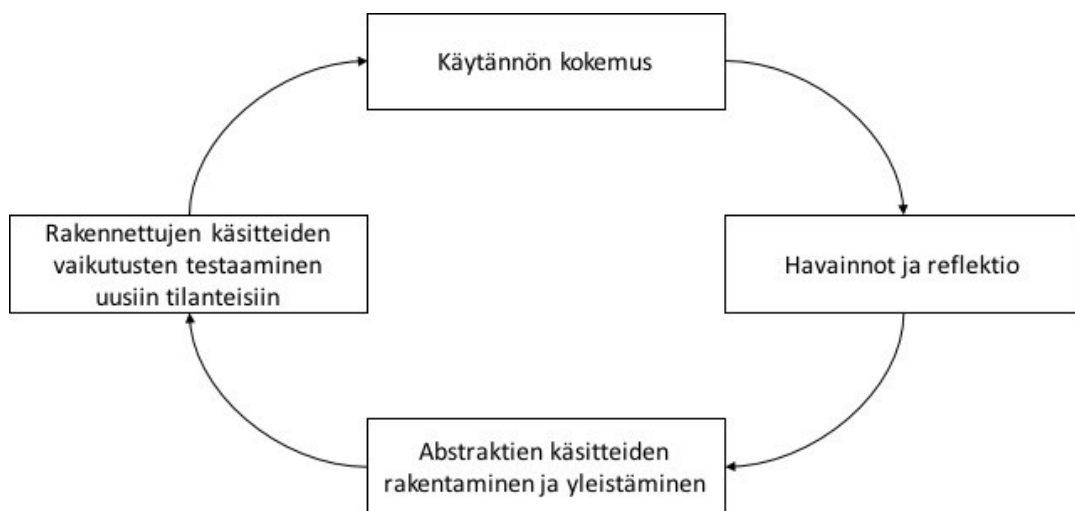 Käytännön kokemus
Rakennettujen käsitteiden
vaikutusten testaaminen
uusiin tilanteisiin
Havainnot ja reflektio
Abstraktien käsitteiden
rakentaminen ja yleistäminen